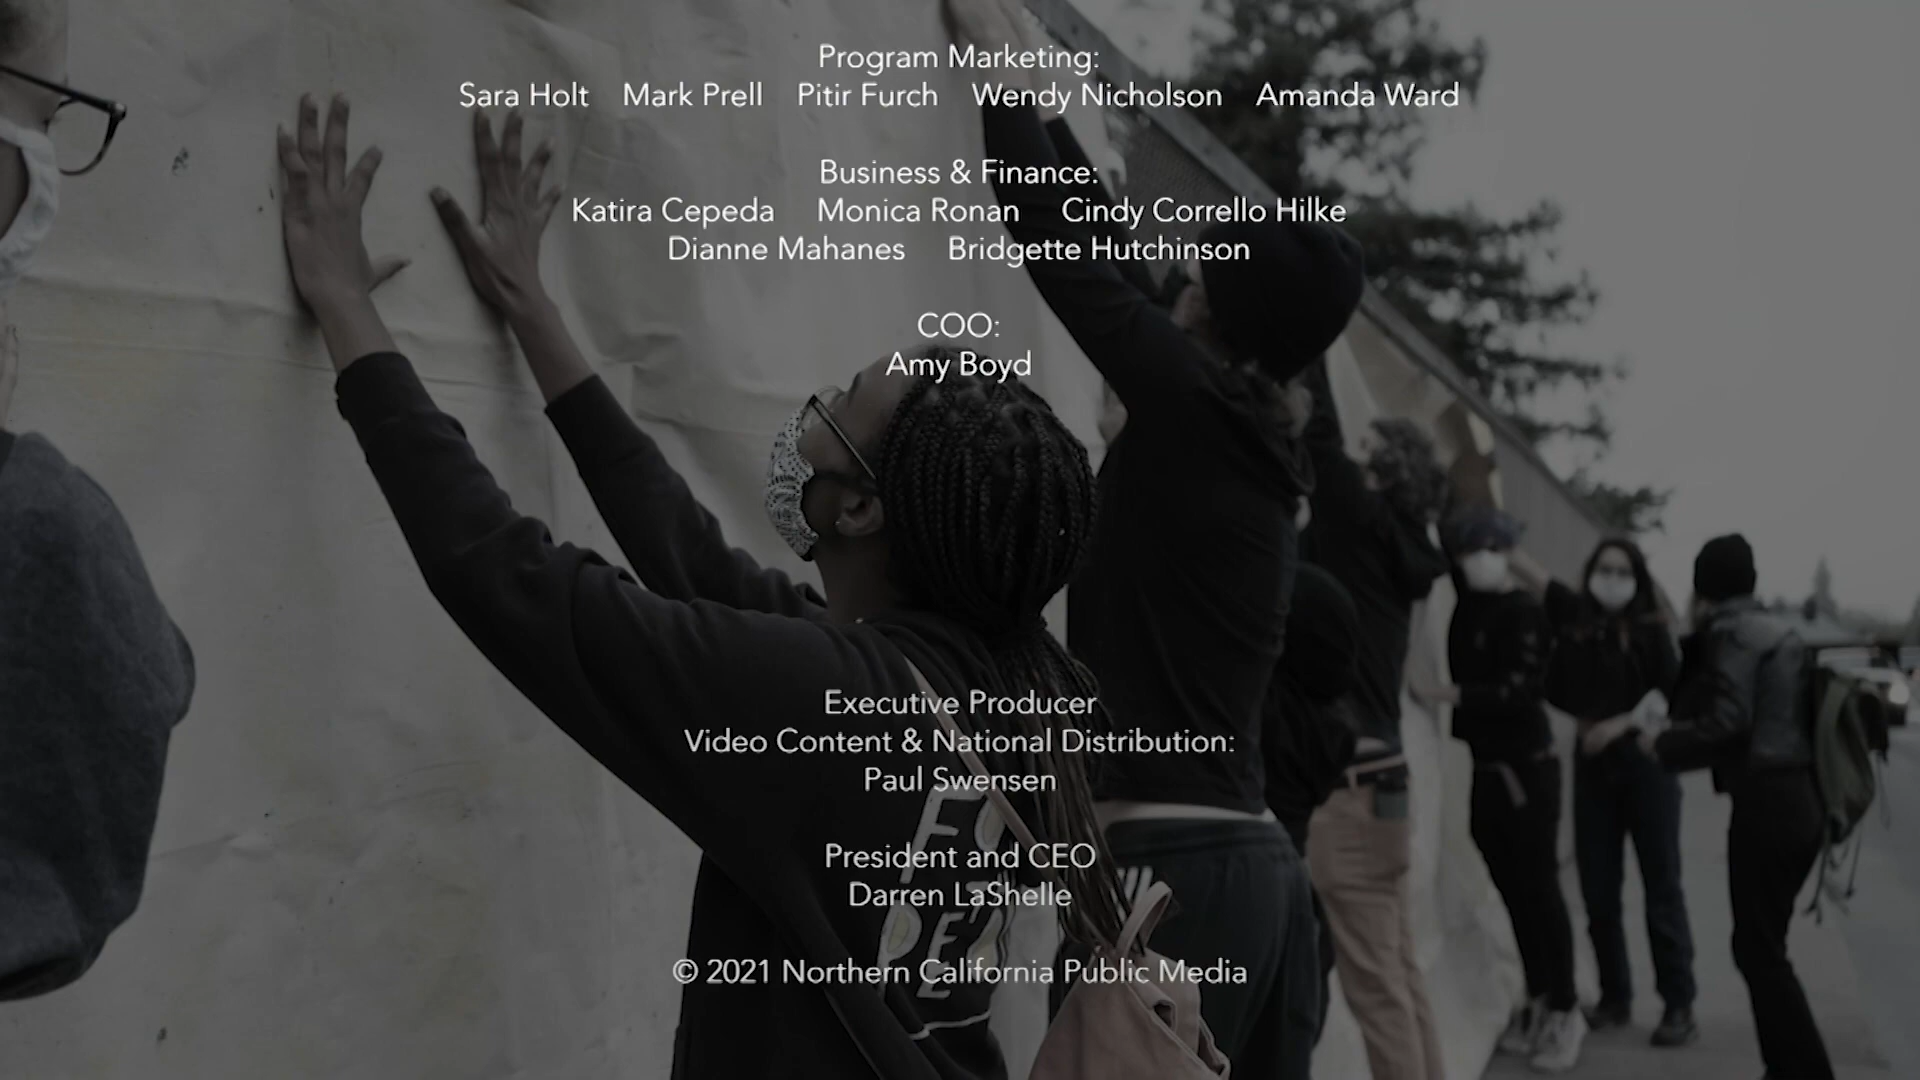 Program Marketing:
Sara Holt Mark Prell Pitir Furch Wendy Nicholson Amanda Ward
Business & Finance:
Katira Cepeda Monica Ronan Cindy Corrello Hilke
Dianne Mahanes Bridgette Hutchinson
COO:
Amy Boyd
Executive Producer
Video Content & National Distribution:
Paul Swensen
President and CEO
Darren LaShelle
© 2021 Northern California Public Media